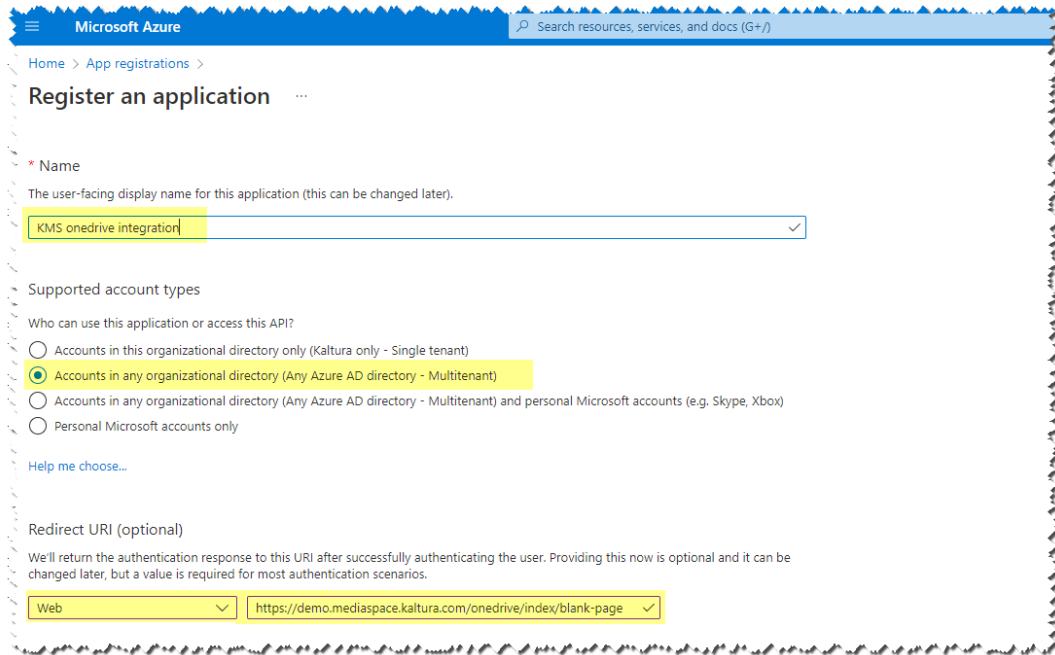 Microsoft Azure
Search resources, services, and docs (G+/)
Home > App registrations >
Register an application ...
* Name
The user-facing display name for this application (this can be changed later).
KMS onedrive integration
Supported account types
Who can use this application or access this API?
Accounts in this organizational directory only (Kaltura only - Single tenant)
Accounts in any organizational directory (Any Azure AD directory - Multitenant)
Accounts in any organizational directory (Any Azure AD directory - Multitenant) and personal Microsoft accounts (e.g. Skype, Xbox)
Personal Microsoft accounts only
Help me choose...
Redirect URI (optional)
We'll return the authentication response to this URI after successfully authenticating the user. Providing this now is optional and it can be
changed later, but a value is required for most authentication scenarios.
Web
https://demo.mediaspace.kaltura.com/onedrive/index/blank-page